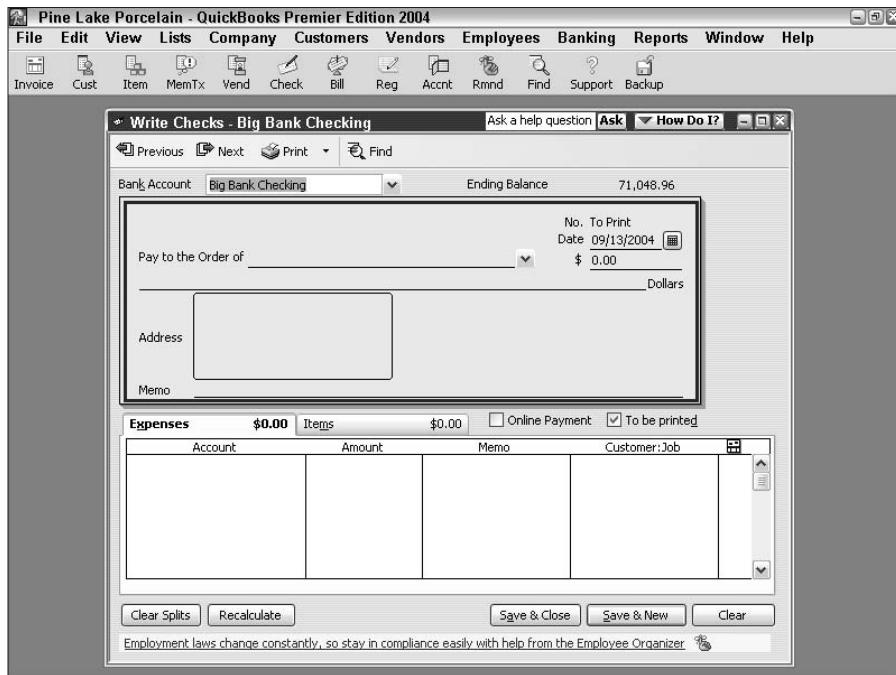 Pine Lake Porcelain - QuickBooks Premier Edition 2004
File Edit View Lists Company Customers Vendors Employees Banking Reports Window Help
Invoice Cust Item MemTx Vend Check Bill Reg Accnt Rmnd Find Support Backup
Write Checks - Big Bank Checking Ask a help question Ask How Do I?
Previous Next Print Find
Bank Account Big Bank Checking Ending Balance 71,048.96
No. To Print
Date 09/13/2004
Pay to the Order of $ 0.00
Dollars
Address
Memo
Expenses $0.00 Items $0.00 Online Payment To be printed
Account Amount Memo Customer:Job
Clear Splits Recalculate Save & Close Save & New Clear
Employment laws change constantly, so stay in compliance easily with help from the Employee Organizer